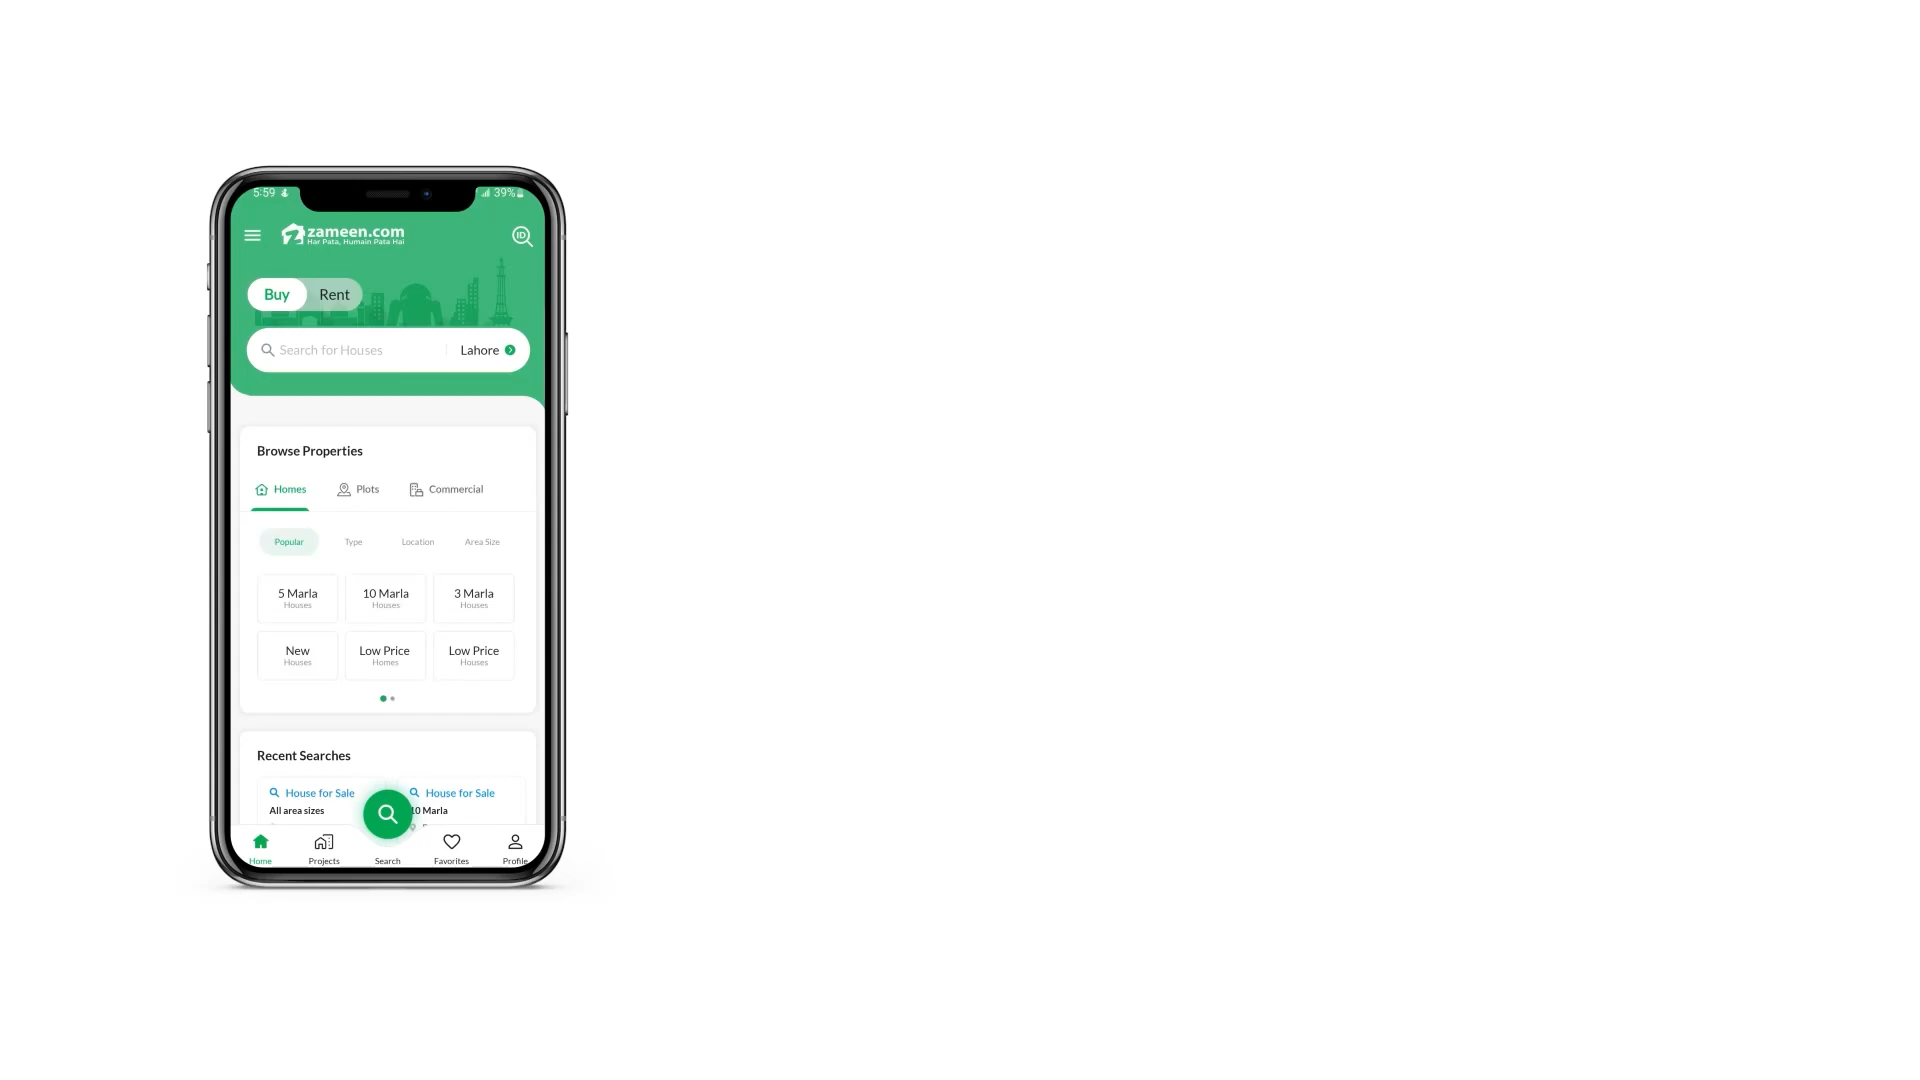 5:59 39%
zameen.com
Har Pata, Humain Pata Hai
ID
Buy Rent
Search for Houses Lahore
Browse Properties
Homes Plots Commercial
Popular Type Location Area Size
5 Marla 10 Marla 3 Marla
Houses Houses Houses
New Low Price Low Price
Houses Homes Houses
Recent Searches
House for Sale House for Sale
All area sizes 10 Marla
Home Projects Search Favorites Profile